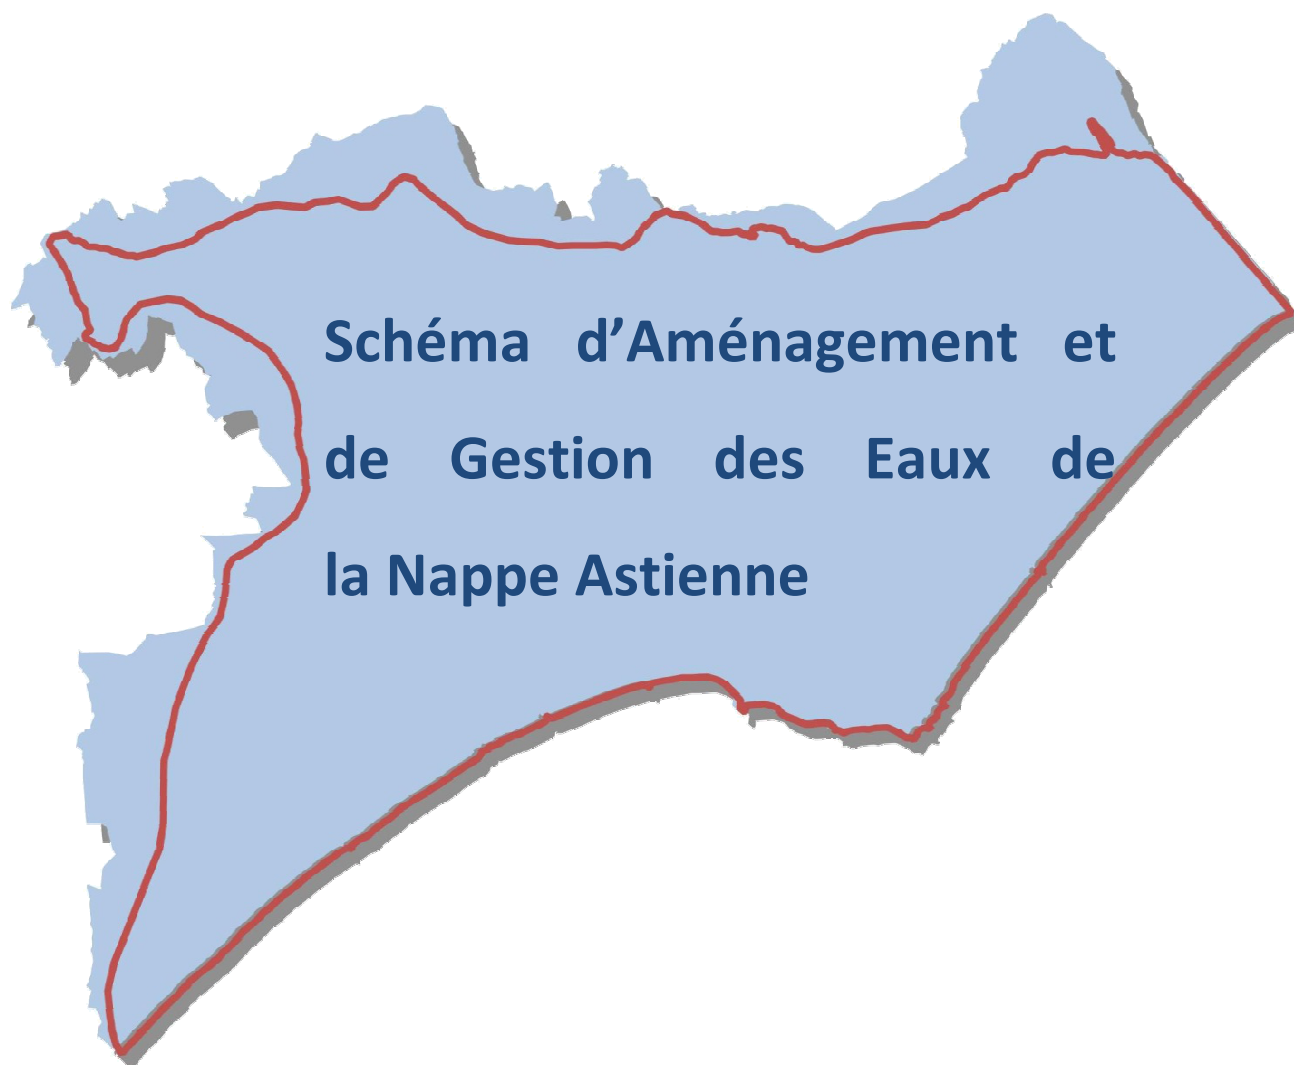 Schéma d’Aménagement et
de Gestion des Eaux de
la Nappe Astienne